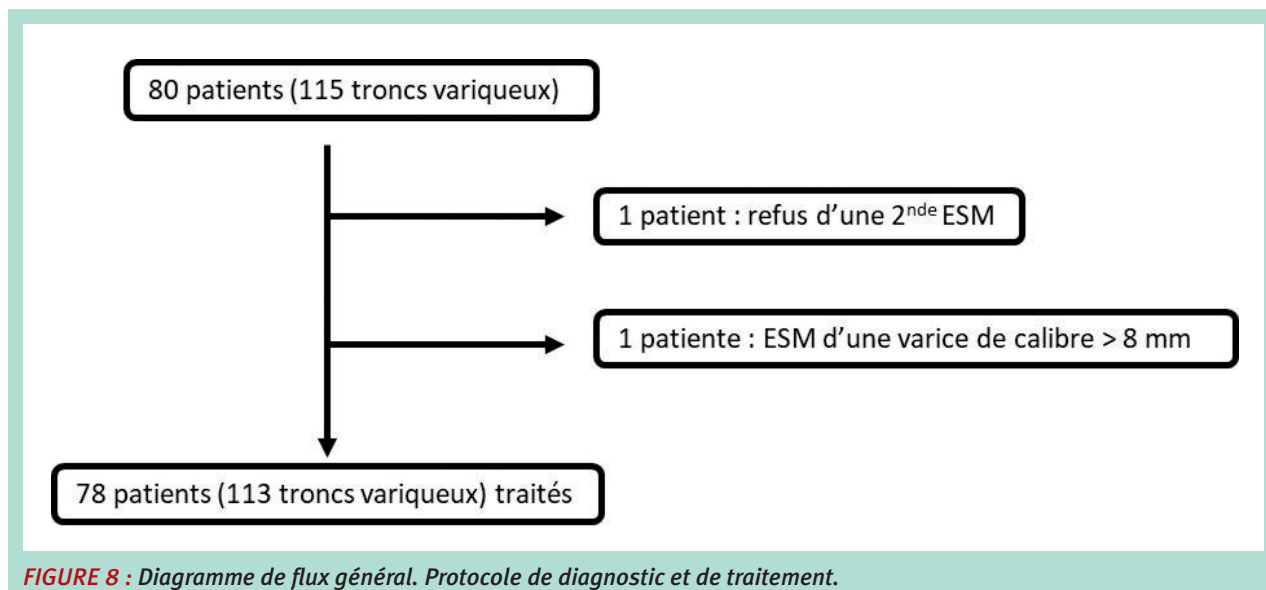 80 patients (115 troncs variqueux)
1 patient : refus d'une 2nde ESM
1 patiente : ESM d'une varice de calibre > 8 mm
78 patients (113 troncs variqueux) traités
FIGURE 8 : Diagramme de flux général. Protocole de diagnostic et de traitement.